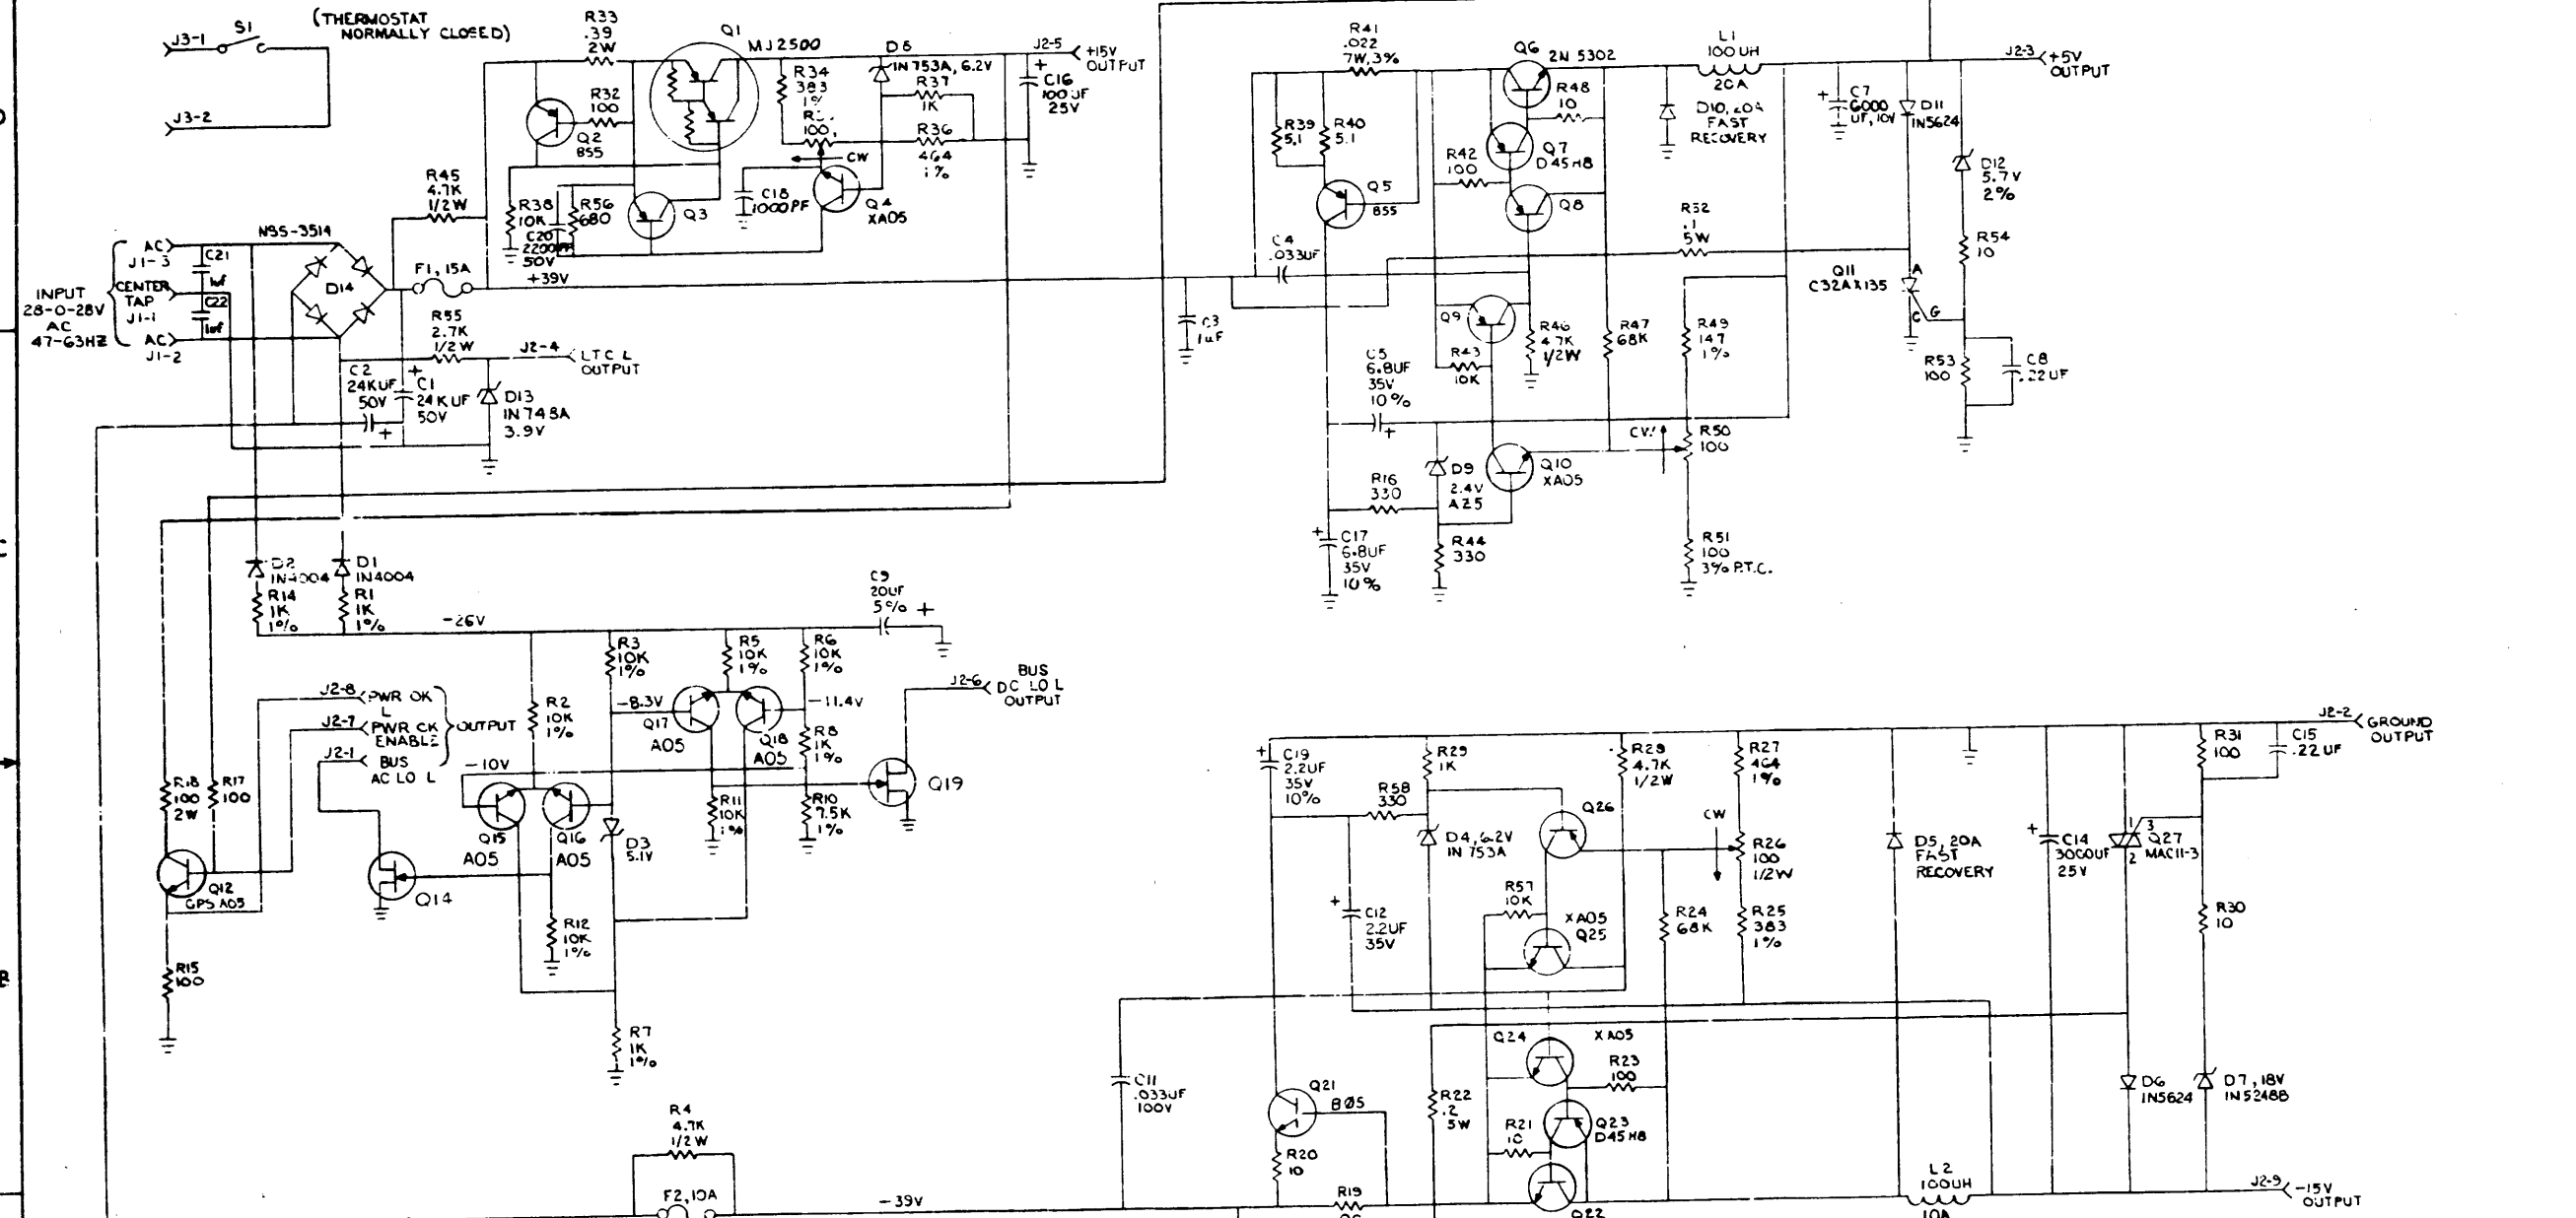 (THERMOSTAT
NORMALLY CLOSED)
J3-1
S1
J3-2
R33
.39
2W
Q1
MJ2500
D8
IN753A, 6.2V
J2-5
+15V
OUTPUT
R32
100
Q2
855
R34
383
1%
100
R37
1K
R36
464
1%
CW
C16
100UF
25V
R45
4.7K
1/2W
R38
10K
R56
680
C20
50V
Q3
C18
1000PF
Q4
XA05
INPUT
28-0-28V
AC
47-63HZ
AC
J1-3
CENTER
TAP
J1-1
AC
J1-2
C21
1uf
C22
1uf
NSS-3514
D14
F1, 15A
+39V
R55
2.7K
1/2W
J2-4
LTC L
OUTPUT
C2
24KUF
50V
+
+
C1
24KUF
50V
D13
IN748A
3.9V
R41
.022
7W,3%
Q6
2N 5302
L1
100UH
20A
J2-3
+5V
OUTPUT
R48
10
R39
5.1
R40
5.1
Q5
855
R42
100
Q7
D45H8
Q8
D10, 20A
FAST
RECOVERY
+
C7
6000
UF, 10V
D11
IN5624
D12
5.7V
2%
R54
10
C4
.033UF
.1
5W
Q11
C32AX135
A
C
G
C3
1uF
Q9
R46
4.7K
1/2W
R47
68K
R49
147
1%
R43
10K
C5
6.8UF
35V
10%
+
R53
100
C8
.22UF
R50
100
D9
2.4V
AZ5
Q10
XA05
R16
330
+
C17
6.8UF
35V
10%
R44
330
R51
100
3% P.T.C.
D2
IN4004
R14
1K
1%
D1
IN4004
R1
1K
1%
-26V
C9
20UF
5%
+
R3
10K
1%
R5
10K
1%
R6
10K
1%
J2-6
BUS
DC LO L
OUTPUT
J2-8
PWR OK
L
J2-7
PWR OK
ENABLE
OUTPUT
J2-1
BUS
AC LO L
R2
10K
1%
-8.3V
Q17
A05
Q18
A05
-11.4V
R8
1K
1%
-10V
R18
100
2W
R17
100
Q15
A05
Q16
A05
D3
5.1V
R11
10K
1%
R10
7.5K
1%
Q19
Q12
GPS A05
Q14
R12
10K
1%
R15
100
R7
1K
1%
R4
4.7K
1/2W
F2,10A
-39V
+
C19
2.2UF
35V
10%
R29
1K
R58
330
D4, 6.2V
IN 753A
Q26
4.7K
1/2W
R27
464
1%
CW
R26
100
1/2W
R25
383
1%
+
C12
2.2UF
35V
R57
10K
XA05
Q25
R24
68K
D5, 20A
FAST
RECOVERY
+
C14
3000UF
25V
1
3
2
Q27
MAC11-3
R31
100
C15
.22UF
J2-2
GROUND
OUTPUT
R30
10
C11
.033UF
100V
Q24
XA05
R23
100
Q21
B05
R22
.2
5W
R21
10
Q23
D45H8
R20
10
R19
Q22
D6
IN5624
D7, 18V
IN5248B
L2
100UH
10A
J2-9
-15V
OUTPUT
C
B